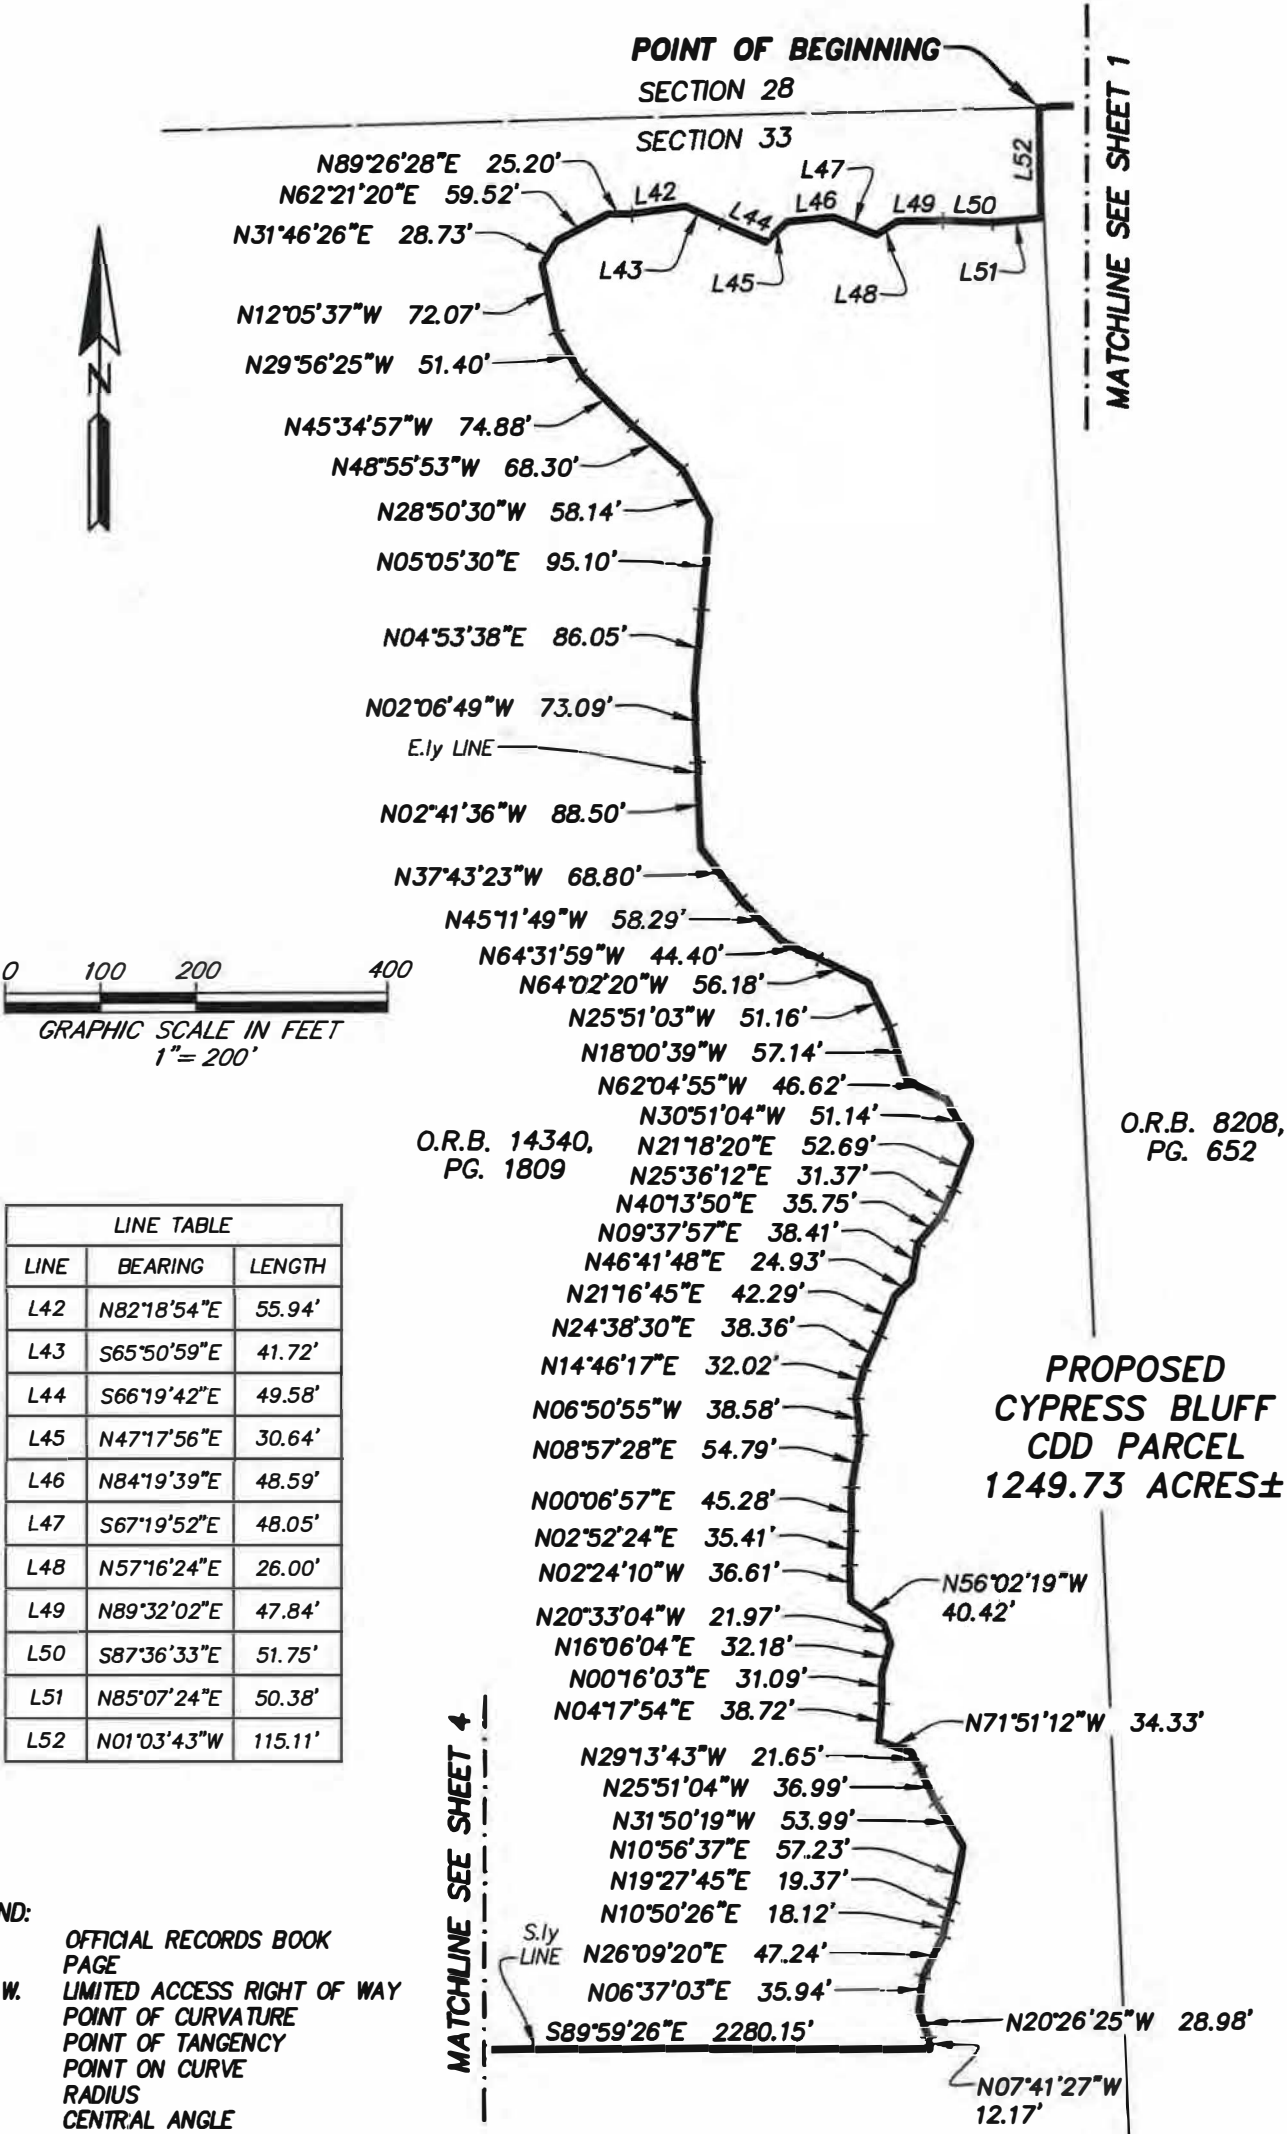 POINT OF BEGINNING
SECTION 28
SECTION 33
MATCHLINE SEE SHEET 1
L52
N89°26'28"E 25.20'
N62°21'20"E 59.52'
N31°46'26"E 28.73'
L42
L43
L44
L45
L46
L47
L48
L49
L50
L51
N
N12°05'37"W 72.07'
N29°56'25"W 51.40'
N45°34'57"W 74.88'
N48°55'53"W 68.30'
N28°50'30"W 58.14'
N05°05'30"E 95.10'
N04°53'38"E 86.05'
N02°06'49"W 73.09'
E.ly LINE
N02°41'36"W 88.50'
N37°43'23"W 68.80'
N45°11'49"W 58.29'
N64°31'59"W 44.40'
N64°02'20"W 56.18'
N25°51'03"W 51.16'
N18°00'39"W 57.14'
N62°04'55"W 46.62'
N30°51'04"W 51.14'
N21°18'20"E 52.69'
N25°36'12"E 31.37'
N40°13'50"E 35.75'
N09°37'57"E 38.41'
N46°41'48"E 24.93'
N21°16'45"E 42.29'
N24°38'30"E 38.36'
N14°46'17"E 32.02'
N06°50'55"W 38.58'
N08°57'28"E 54.79'
N00°06'57"E 45.28'
N02°52'24"E 35.41'
N02°24'10"W 36.61'
N56°02'19"W
40.42'
N20°33'04"W 21.97'
N16°06'04"E 32.18'
N00°16'03"E 31.09'
N04°17'54"E 38.72'
N71°51'12"W 34.33'
N29°13'43"W 21.65'
N25°51'04"W 36.99'
N31°50'19"W 53.99'
N10°56'37"E 57.23'
N19°27'45"E 19.37'
N10°50'26"E 18.12'
N26°09'20"E 47.24'
N06°37'03"E 35.94'
N20°26'25"W 28.98'
N07°41'27"W
12.17'
S89°59'26"E 2280.15'
S.ly
LINE
MATCHLINE SEE SHEET 4
0 100 200 400
GRAPHIC SCALE IN FEET
1"= 200'
O.R.B. 14340,
PG. 1809
O.R.B. 8208,
PG. 652
PROPOSED
CYPRESS BLUFF
CDD PARCEL
1249.73 ACRES±
LINE TABLE
LINE BEARING LENGTH
L42 N82°18'54"E 55.94'
L43 S65°50'59"E 41.72'
L44 S66°19'42"E 49.58'
L45 N47°17'56"E 30.64'
L46 N84°19'39"E 48.59'
L47 S67°19'52"E 48.05'
L48 N57°16'24"E 26.00'
L49 N89°32'02"E 47.84'
L50 S87°36'33"E 51.75'
L51 N85°07'24"E 50.38'
L52 N01°03'43"W 115.11'
ND:
OFFICIAL RECORDS BOOK
PAGE
W. LIMITED ACCESS RIGHT OF WAY
POINT OF CURVATURE
POINT OF TANGENCY
POINT ON CURVE
RADIUS
CENTRAL ANGLE